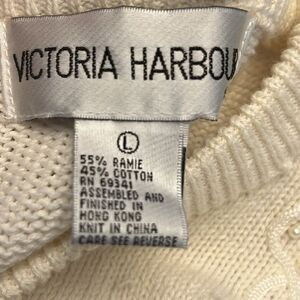 VICTORIA HARBOUR
L
55% RAMIE
45% COTTON
RN 69341
ASSEMBLED AND
FINISHED IN
HONG KONG
KNIT IN CHINA
CARE SEE REVERSE